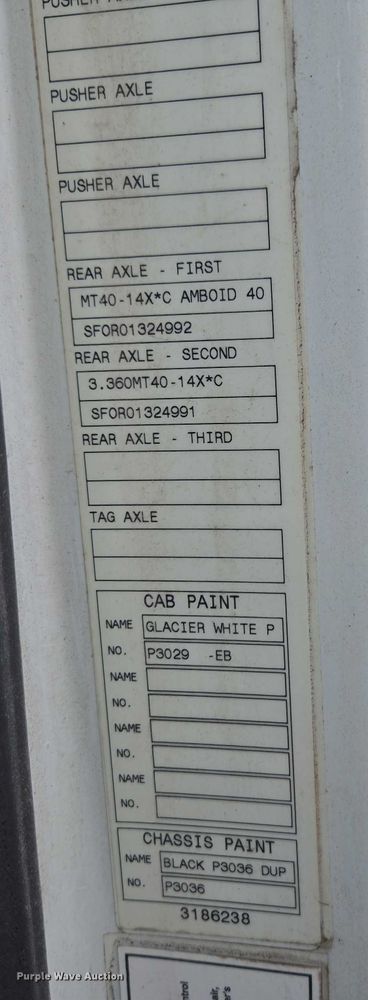 PUSHER AXLE
PUSHER AXLE
PUSHER AXLE
REAR AXLE - FIRST
MT40-14X*C AMBOID 40
SFOR01324992
REAR AXLE - SECOND
3.360MT40-14X*C
SFOR01324991
REAR AXLE - THIRD
TAG AXLE
CAB PAINT
NAME GLACIER WHITE P
NO. P3029 -EB
NAME
NO.
NAME
NO.
NAME
NO.
CHASSIS PAINT
NAME BLACK P3036 DUP
NO. P3036
3186238
Purple Wave Auction